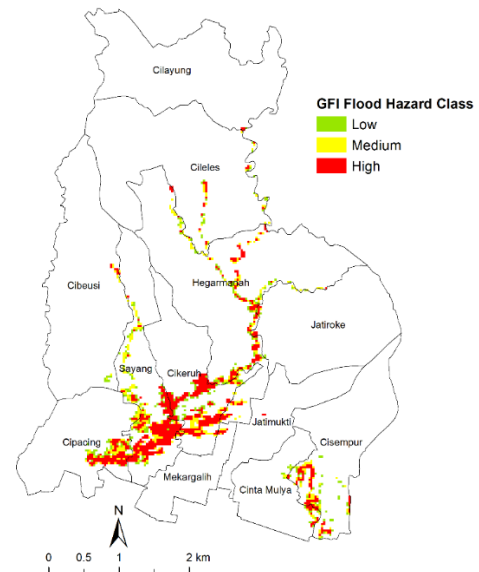 Cilayung
GFI Flood Hazard Class
Low
Medium
High
Cileles
Cibeusi
Hegarmanah
Jatiroke
Sayang
Cikeruh
Jatimukti
Cipacing
Cisempur
Mekargalih
Cinta Mulya
N
0 0.5 1 2 km